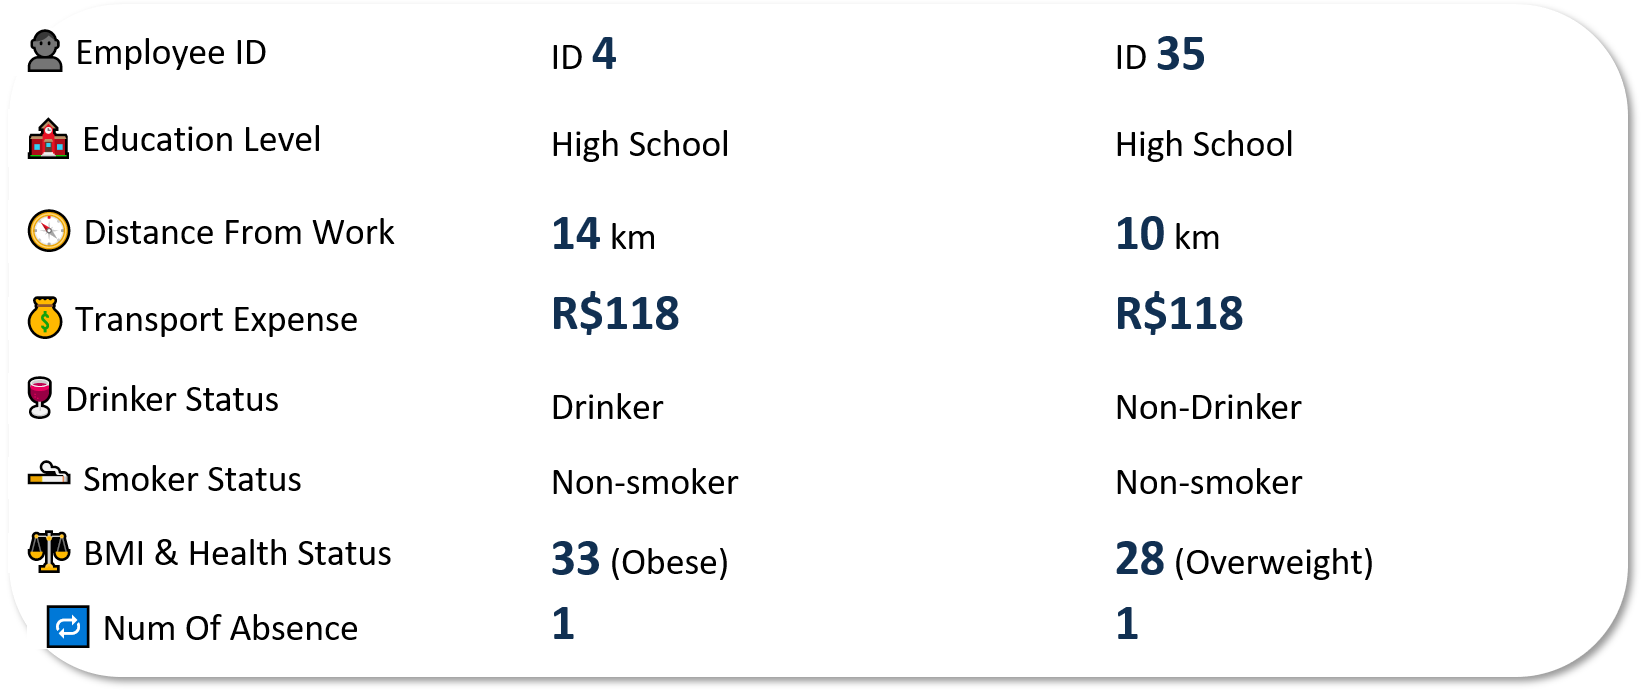 Employee ID ID 4 ID 35
Education Level High School High School
Distance From Work 14 km 10 km
Transport Expense R$118 R$118
Drinker Status Drinker Non-Drinker
Smoker Status Non-smoker Non-smoker
BMI & Health Status 33 (Obese) 28 (Overweight)
Num Of Absence 1 1